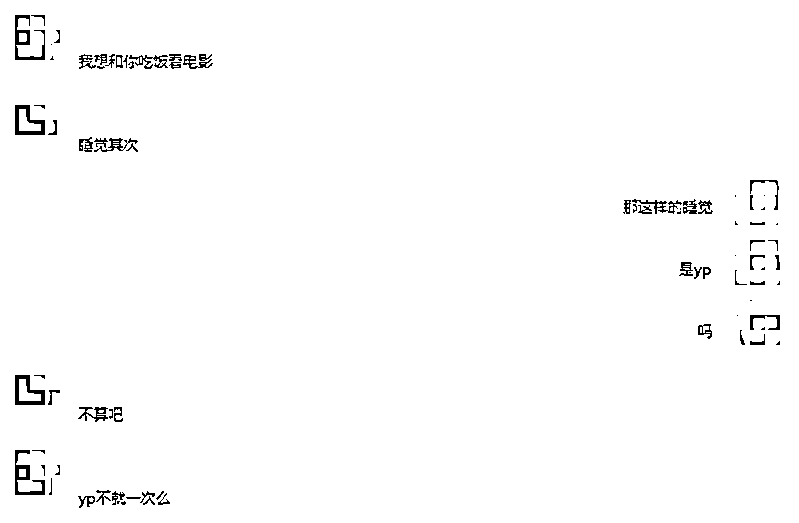 我想和你吃饭看电影
睡觉其次
那这样的睡觉
是yp
吗
不算吧
yp不就一次么